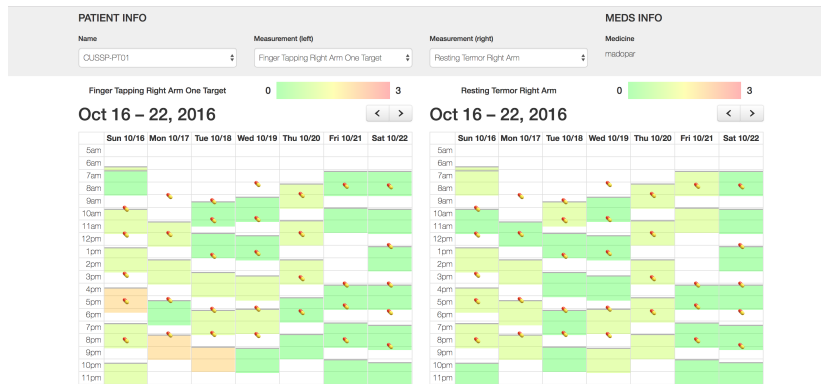 PATIENT INFO
MEDS INFO
Name
Measurement (left)
Measurement (right)
Medicine
CUSSP-PT01
Finger Tapping Right Arm One Target
Resting Termor Right Arm
madopar
Finger Tapping Right Arm One Target
0
3
Resting Termor Right Arm
0
3
Oct 16 – 22, 2016
< >
Oct 16 – 22, 2016
< >
Sun 10/16 Mon 10/17 Tue 10/18 Wed 10/19 Thu 10/20 Fri 10/21 Sat 10/22
5am
6am
7am
8am
9am
10am
11am
12pm
1pm
2pm
3pm
4pm
5pm
6pm
7pm
8pm
9pm
10pm
11pm
Sun 10/16 Mon 10/17 Tue 10/18 Wed 10/19 Thu 10/20 Fri 10/21 Sat 10/22
5am
6am
7am
8am
9am
10am
11am
12pm
1pm
2pm
3pm
4pm
5pm
6pm
7pm
8pm
9pm
10pm
11pm